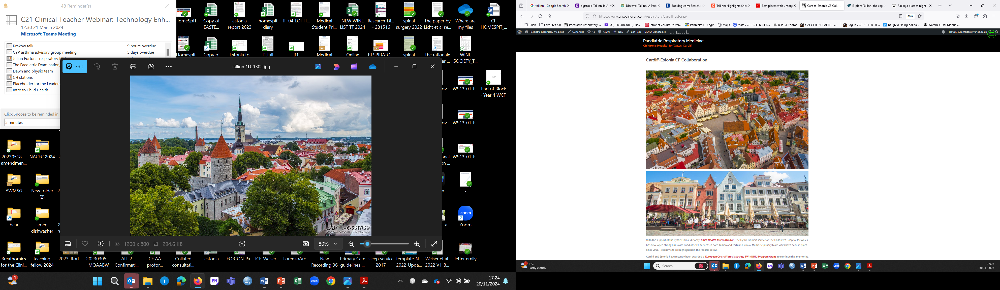 48 Reminder(s)
C21 Clinical Teacher Webinar: Technology Enh...
12:30 21 March 2024
Microsoft Teams Meeting
Krakow talk 9 hours overdue
CYP asthma advisory group meeting 5 days overdue
Julian Forton - respiratory
The Paediatric Examination,
Dawn and physio team
CH stations
Placeholder for the Leaders
Intro to Child Health
Click Snooze to be reminded in:
5 minutes
HomeSpIT
Copy of EASTE...
estonia report 2023
homespit diary
JF_04_LOI_H...
Medical Student Pri...
NEW WINE LIST TT 2024
Research_Di... - 281516
spinal surgery 2022
The paper by Licht et al se...
Where are my files
CF HOMESPIT_...
Homespit
Copy of
Estonia to
i1.full
jf1
Medical
Online
RESPIRATO...
spinal
The rationale
WINE SOCIETY_T...
Edit
Tallinn 1D_1302.jpg
WS13_01_F...
End of Block - Year 4 WCF
WS13_01_F...
WS13_01_F...
x
zoom
Zoom
letter emily
Jan Lepamaa
WWW.LEPAMAA.EU
Lepaku pildid
1200 x 800
294.6 KB
80%
20230518_... amendmen...
NACFC 2024
AWMSG
New folder (2)
bear
smeg dishwasher
Breathomics for the Clini...
teaching fellow 2024
2023_Jfort...
20230305_... MQAABW
ALL 2 Confirmati...
CF AA profor...
Collated consultati...
estonia
FORTON_Pa...
JCF_Weiser_...
LorenzoArc...
New Recording 36
Primary Care guidelines ...
sleep service 2017
template_N... 2022_Upda...
Weiser et al. 2022 V1_B...
17:24
20/11/2024
tallinn - Google Search
bigstock-Tallinn-Is-A-M
Discover Tallinn: A Perf
Booking.com: Search r
Tallinn: Highlights Sho
Best places with unforg
Cardiff-Estonia CF Coll
Explore Tallinn, the cap
Raekoja plats at night -
https://www.uhwchildren.com/respiratory/cardiff-estonia/
80%
julian
Favorites bar
Paediatric Respiratory ...
(81,188 unread) – julia...
Intranet Cardiff Univer...
PebblePad - Login
Maps
Stats ‹ C21 CHILD HEA...
iCloud Photos
C21 CHILD HEALTH – ...
Log In ‹ C21 CHILD HE...
bergfex: Skiing holida...
Watches User Manual....
Paediatric Respiratory Medicine
Customize
14
14,209
New
Edit Page
MOJO Marketplace
Howdy, julianforton@yahoo.co.uk
Paediatric Respiratory Medicine
Children's Hospital for Wales, Cardiff
Cardiff-Estonia CF Collaboration
With the support of the Cystic Fibrosis Charity Child Health International, The Cystic Fibrosis service at The Children's Hospital for Wales
has developed strong links with Paediatric CF services in both Tallinn and Tartu in Estonia. Multidisciplinary team visits have been in place
since 2008. Recent visits are highlighted in the reports below.
Cardiff and Estonia have recently been awarded a European Cytsic Fibrosis Society TWINNING Program Grant to continue this mentoring
3°C
Partly cloudy
Search
17:24
20/11/2024